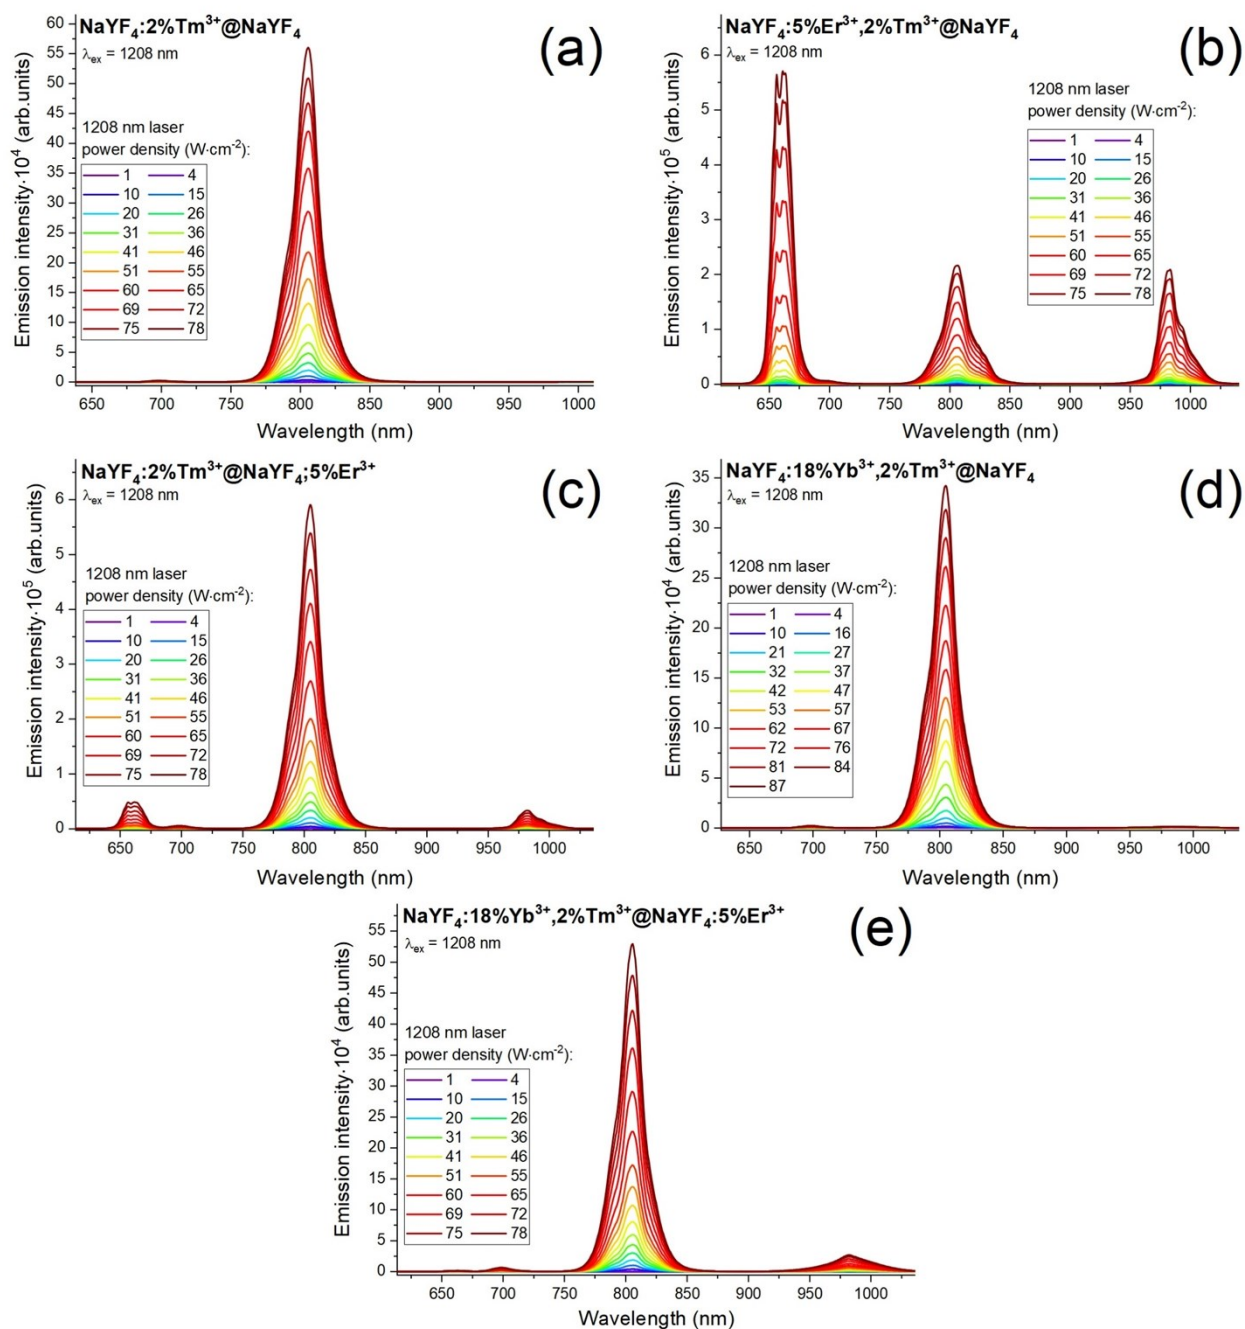 NaYF₄:2%Tm³⁺@NaYF₄
λex = 1208 nm
(a)
1208 nm laser
power density (W·cm⁻²):
1 4
10 15
20 26
31 36
41 46
51 55
60 65
69 72
75 78
Emission intensity·10⁴ (arb.units)
60
55
50
45
40
35
30
25
20
15
10
5
0
650 700 750 800 850 900 950 1000
Wavelength (nm)
NaYF₄:5%Er³⁺,2%Tm³⁺@NaYF₄
λex = 1208 nm
(b)
1208 nm laser
power density (W·cm⁻²):
1 4
10 15
20 26
31 36
41 46
51 55
60 65
69 72
75 78
Emission intensity·10⁵ (arb.units)
6
5
4
3
2
1
0
650 700 750 800 850 900 950 1000
Wavelength (nm)
NaYF₄:2%Tm³⁺@NaYF₄;5%Er³⁺
λex = 1208 nm
(c)
1208 nm laser
power density (W·cm⁻²):
1 4
10 15
20 26
31 36
41 46
51 55
60 65
69 72
75 78
Emission intensity·10⁵ (arb.units)
6
5
4
3
2
1
0
650 700 750 800 850 900 950 1000
Wavelength (nm)
NaYF₄:18%Yb³⁺,2%Tm³⁺@NaYF₄
λex = 1208 nm
(d)
1208 nm laser
power density (W·cm⁻²):
1 4
10 16
21 27
32 37
42 47
53 57
62 67
72 76
81 84
87
Emission intensity·10⁴ (arb.units)
35
30
25
20
15
10
5
0
650 700 750 800 850 900 950 1000
Wavelength (nm)
NaYF₄:18%Yb³⁺,2%Tm³⁺@NaYF₄:5%Er³⁺
λex = 1208 nm
(e)
1208 nm laser
power density (W·cm⁻²):
1 4
10 15
20 26
31 36
41 46
51 55
60 65
69 72
75 78
Emission intensity·10⁴ (arb.units)
55
50
45
40
35
30
25
20
15
10
5
0
650 700 750 800 850 900 950 1000
Wavelength (nm)